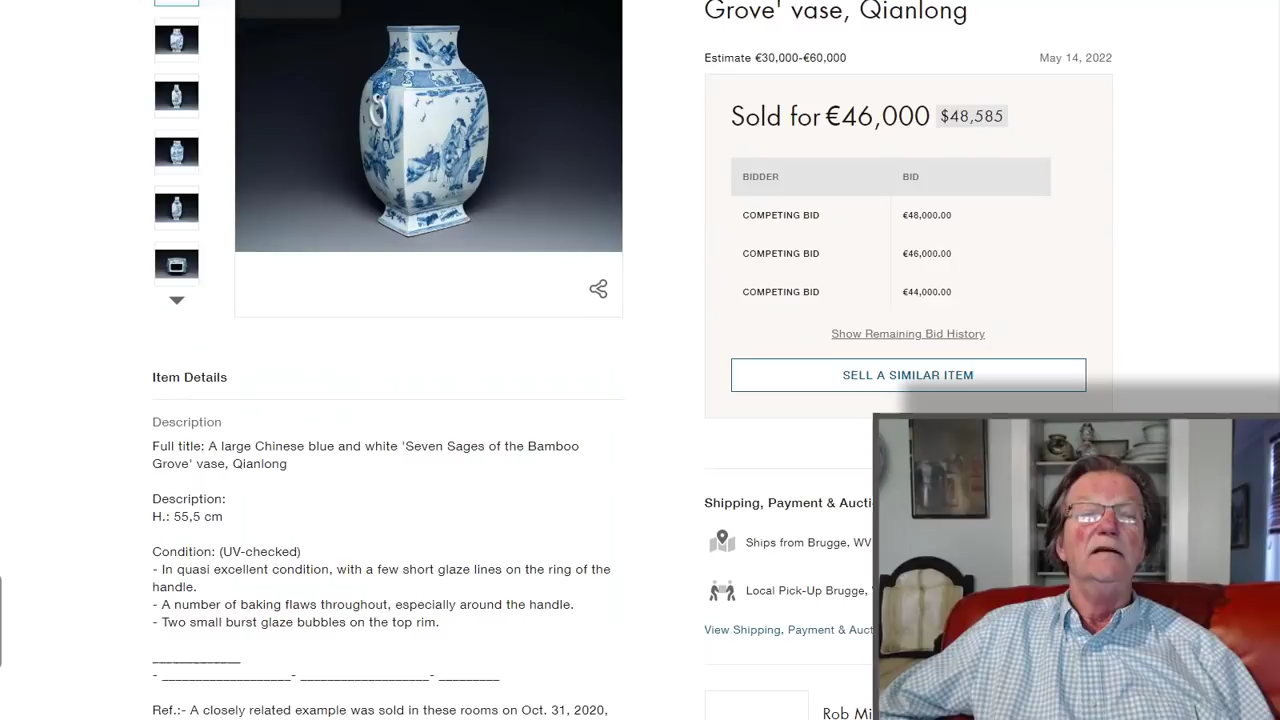 Grove' vase, Qianlong
Estimate €30,000-€60,000
May 14, 2022
Sold for €46,000 $48,585
BIDDER BID
COMPETING BID €48,000.00
COMPETING BID €46,000.00
COMPETING BID €44,000.00
Show Remaining Bid History
SELL A SIMILAR ITEM
Item Details
Description
Full title: A large Chinese blue and white 'Seven Sages of the Bamboo
Grove' vase, Qianlong
Description:
H.: 55,5 cm
Condition: (UV-checked)
- In quasi excellent condition, with a few short glaze lines on the ring of the
handle.
- A number of baking flaws throughout, especially around the handle.
- Two small burst glaze bubbles on the top rim.
_____________
- ___________________- ___________________- _________
Ref.:- A closely related example was sold in these rooms on Oct. 31, 2020,
Shipping, Payment & Aucti
Ships from Brugge, WV
Local Pick-Up Brugge,
View Shipping, Payment & Auct
Rob Mi